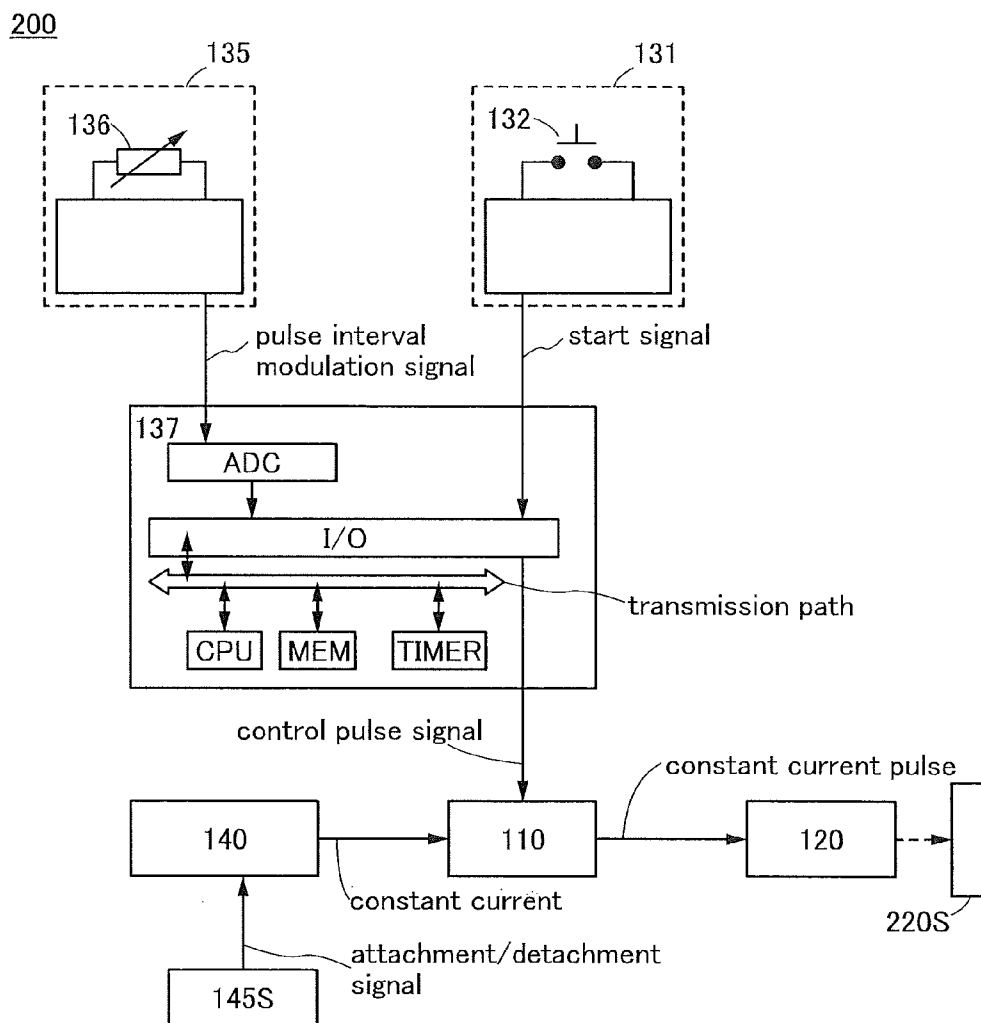 200
135
131
136
132
pulse interval
modulation signal
start signal
137
ADC
I/O
transmission path
CPU
MEM
TIMER
control pulse signal
constant current pulse
140
110
120
constant current
220S
attachment/detachment
signal
145S